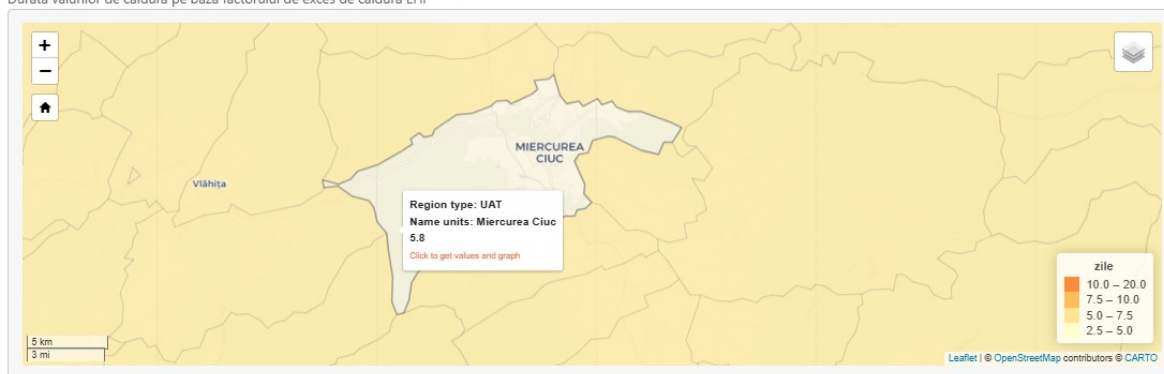 Durata valurilor de căldură pe baza factorului de exces de căldură EHF
+
−
MIERCUREA
CIUC
Vlăhița
Region type: UAT
Name units: Miercurea Ciuc
5.8
Click to get values and graph
zile
10.0 – 20.0
7.5 – 10.0
5.0 – 7.5
2.5 – 5.0
5 km
3 mi
Leaflet | © OpenStreetMap contributors © CARTO